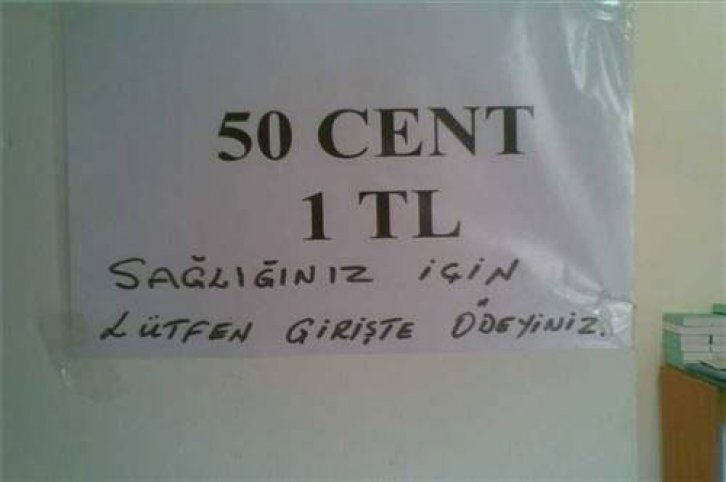 50 CENT
1 TL
SAĞLIĞINIZ İÇİN
LÜTFEN GİRİŞTE ÖDEYİNİZ.